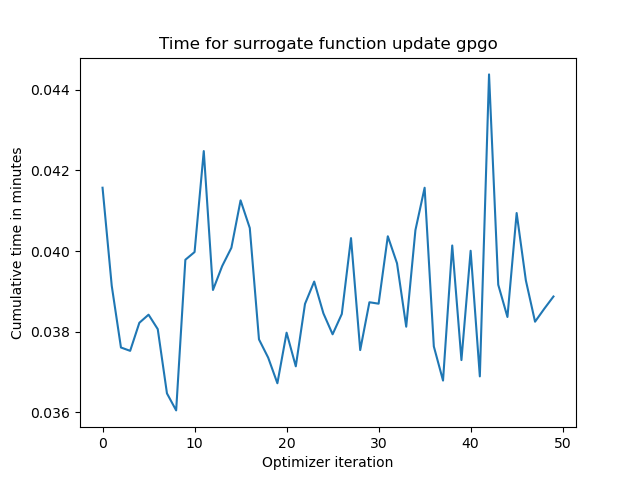 Time for surrogate function update gpgo
0.044
0.042
0.040
0.038
0.036
Cumulative time in minutes
0 10 20 30 40 50
Optimizer iteration